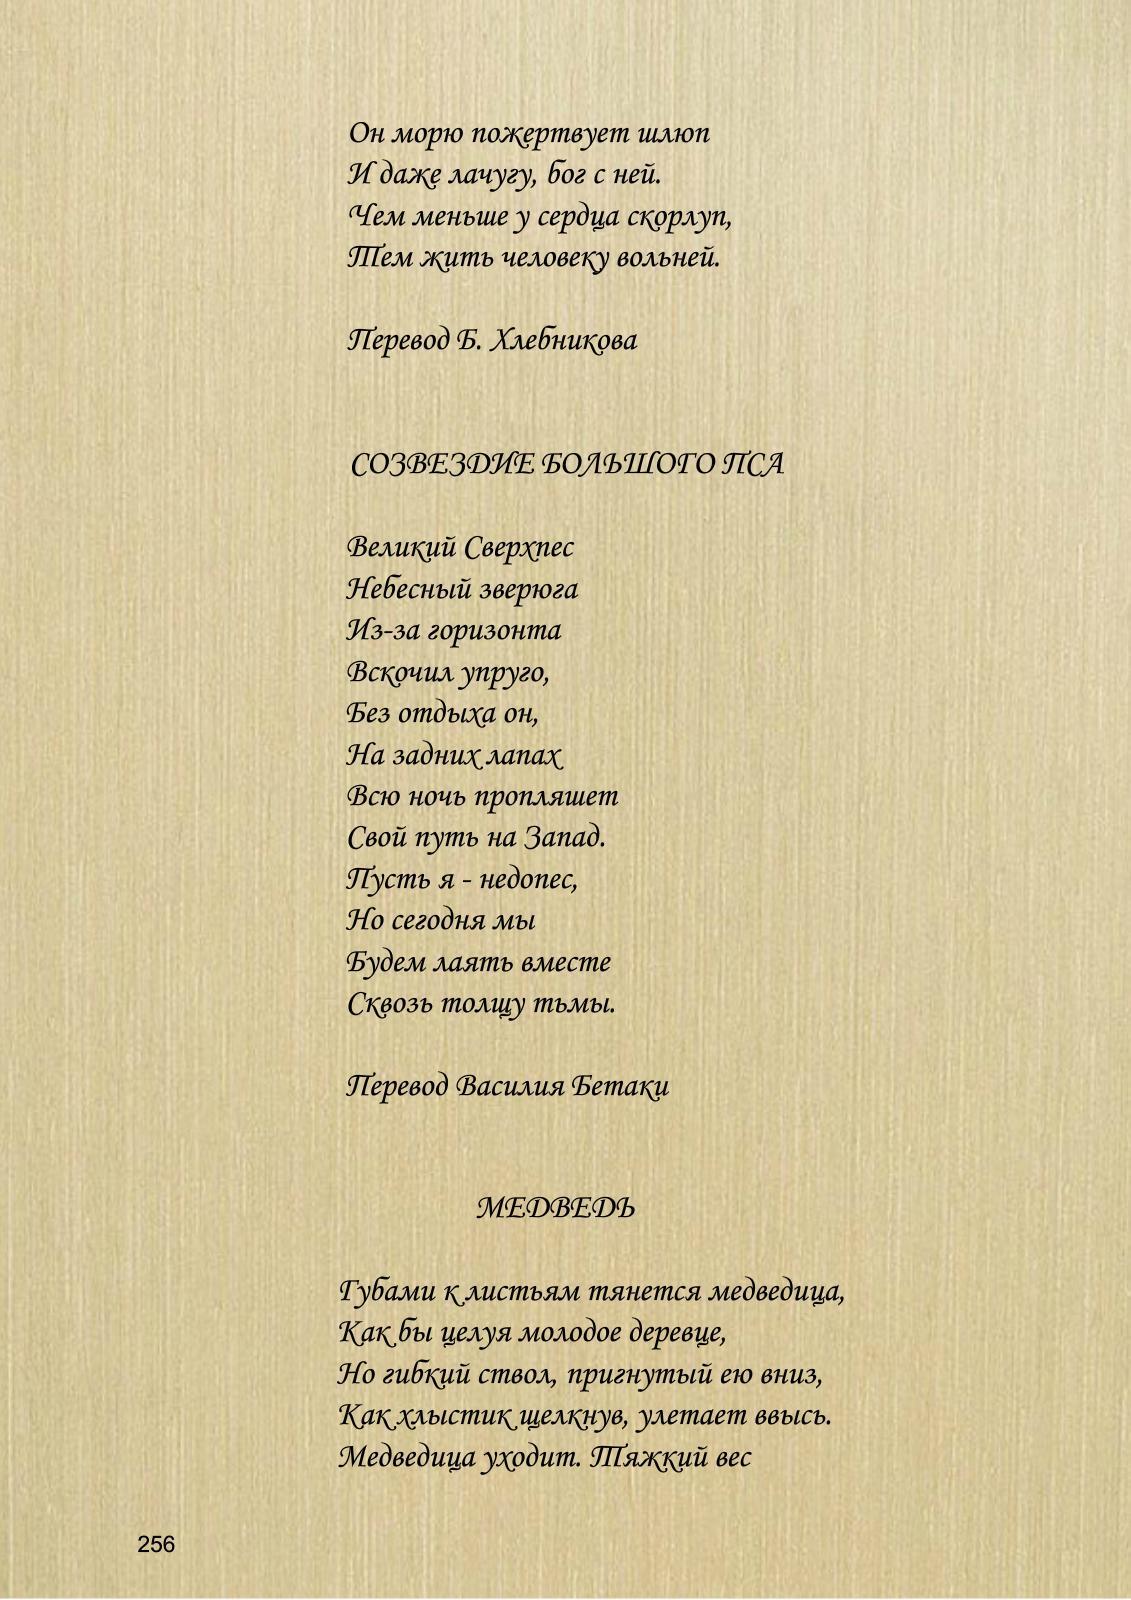 Он морю пожертвует шлюп
И даже лачугу, бог с ней.
Чем меньше у сердца скорлуп,
Тем жить человеку вольней.
Перевод Б. Хлебникова
СОЗВЕЗДИЕ БОЛЬШОГО ПСА
Великий Сверхпес
Небесный зверюга
Из-за горизонта
Вскочил упруго,
Без отдыха он,
На задних лапах
Всю ночь пропляшет
Свой путь на Запад.
Пусть я - недопес,
Но сегодня мы
Будем лаять вместе
Сквозь толщу тьмы.
Перевод Василия Бетаки
МЕДВЕДЬ
Губами к листьям тянется медведица,
Как бы целуя молодое деревце,
Но гибкий ствол, пригнутый ею вниз,
Как хлыстик щелкнув, улетает ввысь.
Медведица уходит. Тяжкий вес
256